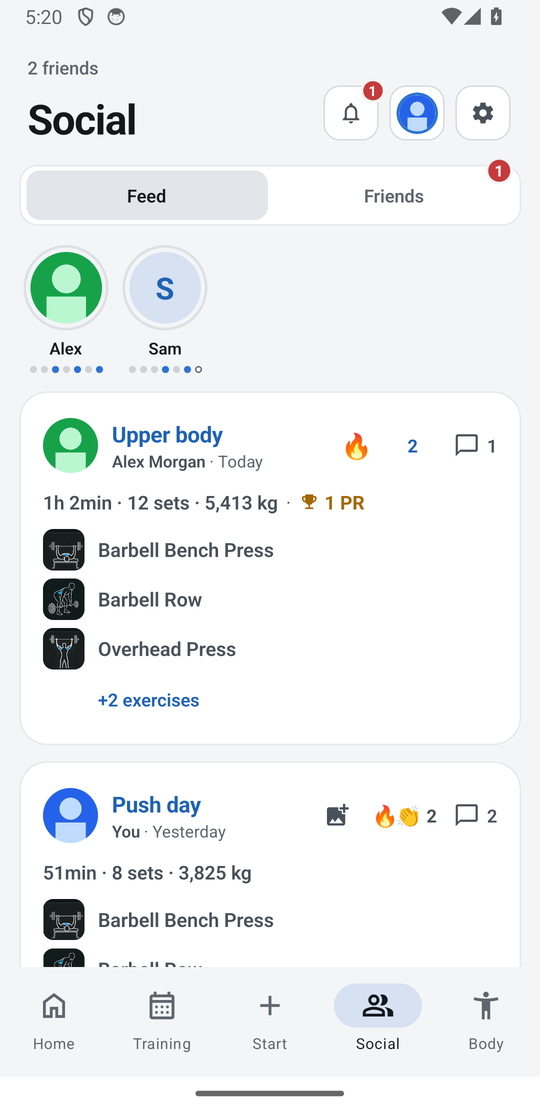 5:20
2 friends
Social
1
Feed
Friends
1
S
Alex
Sam
Upper body
Alex Morgan · Today
2
1
1h 2min · 12 sets · 5,413 kg · 1 PR
Barbell Bench Press
Barbell Row
Overhead Press
+2 exercises
Push day
You · Yesterday
2
2
51min · 8 sets · 3,825 kg
Barbell Bench Press
Barbell Row
Home
Training
Start
Social
Body